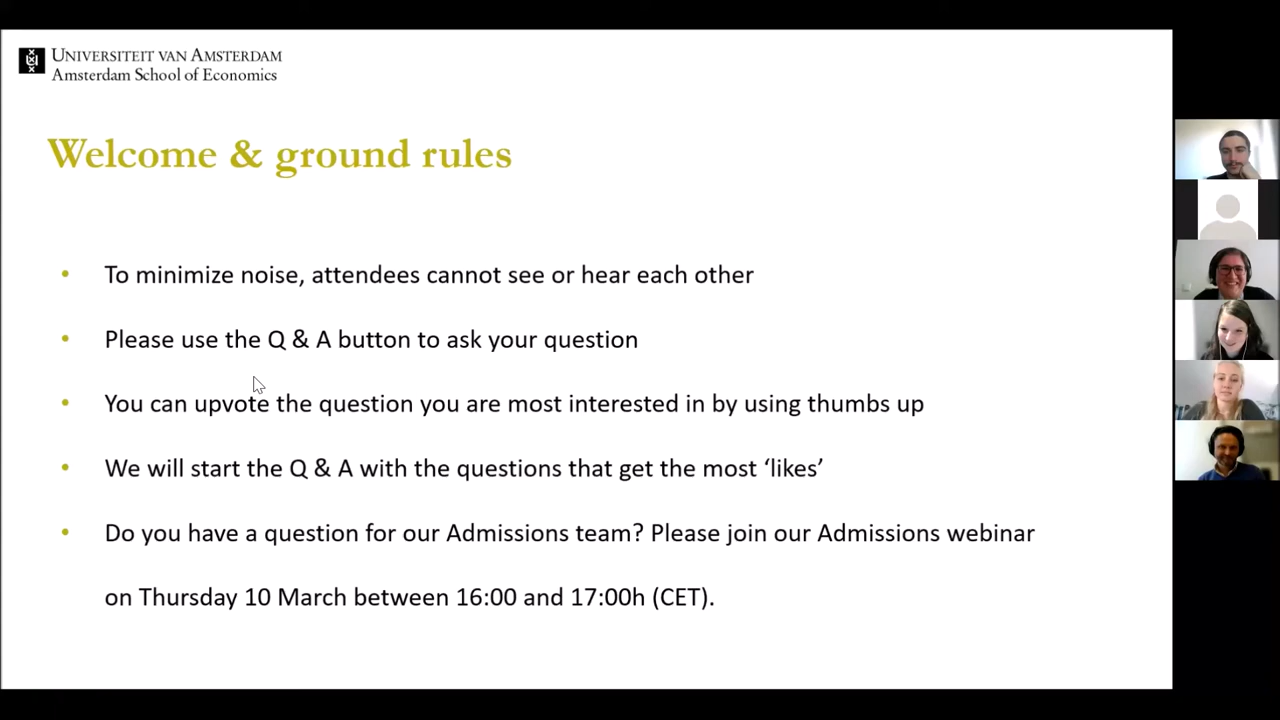 UNIVERSITEIT VAN AMSTERDAM
Amsterdam School of Economics
Welcome & ground rules
• To minimize noise, attendees cannot see or hear each other
• Please use the Q & A button to ask your question
• You can upvote the question you are most interested in by using thumbs up
• We will start the Q & A with the questions that get the most ‘likes’
• Do you have a question for our Admissions team? Please join our Admissions webinar
on Thursday 10 March between 16:00 and 17:00h (CET).